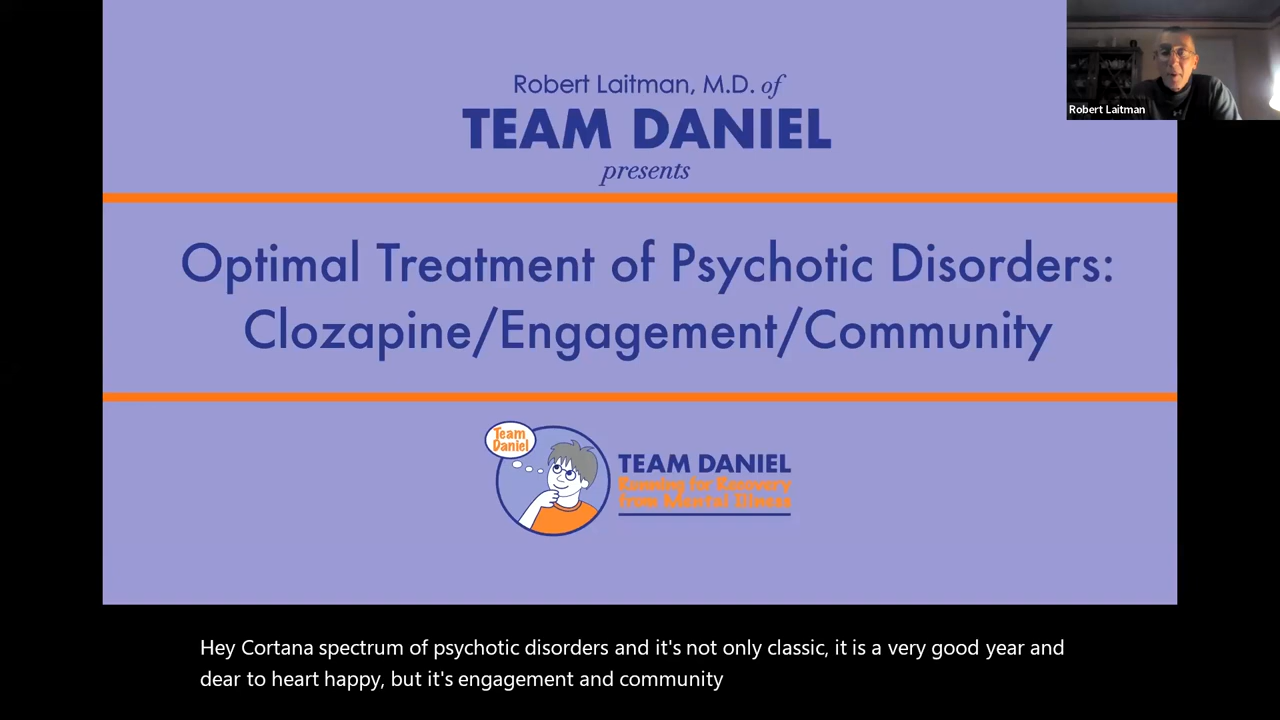 Robert Laitman, M.D. of
TEAM DANIEL
presents
Robert Laitman
Optimal Treatment of Psychotic Disorders:
Clozapine/Engagement/Community
Team
Daniel
TEAM DANIEL
Running for Recovery
from Mental Illness
Hey Cortana spectrum of psychotic disorders and it's not only classic, it is a very good year and
dear to heart happy, but it's engagement and community